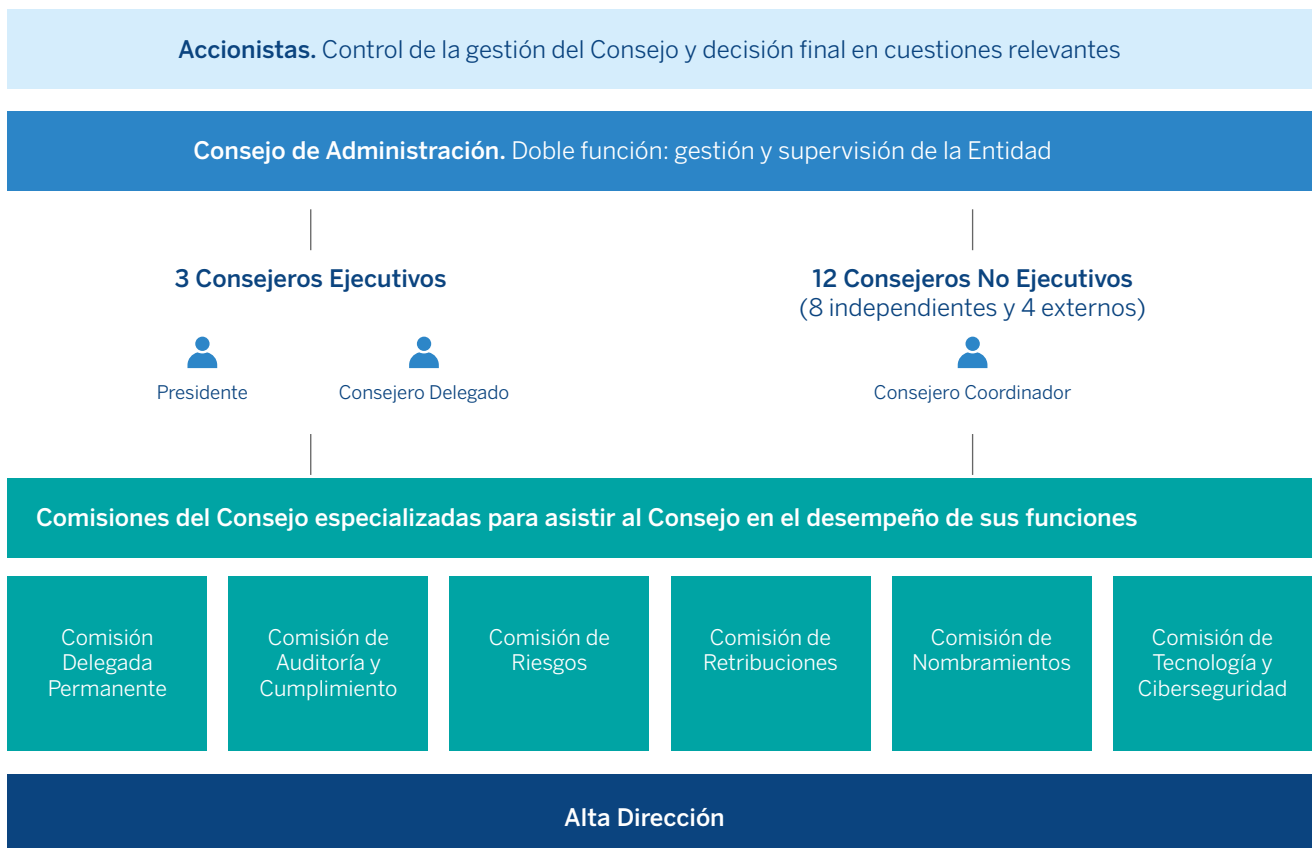 Accionistas. Control de la gestión del Consejo y decisión final en cuestiones relevantes
Consejo de Administración. Doble función: gestión y supervisión de la Entidad
3 Consejeros Ejecutivos
Presidente
Consejero Delegado
12 Consejeros No Ejecutivos
(8 independientes y 4 externos)
Consejero Coordinador
Comisiones del Consejo especializadas para asistir al Consejo en el desempeño de sus funciones
Comisión
Delegada
Permanente
Comisión de
Auditoría y
Cumplimiento
Comisión de
Riesgos
Comisión de
Retribuciones
Comisión de
Nombramientos
Comisión de
Tecnología y
Ciberseguridad
Alta Dirección